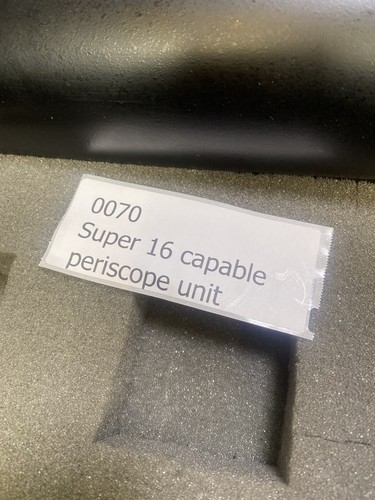 0070
Super 16 capable
periscope unit